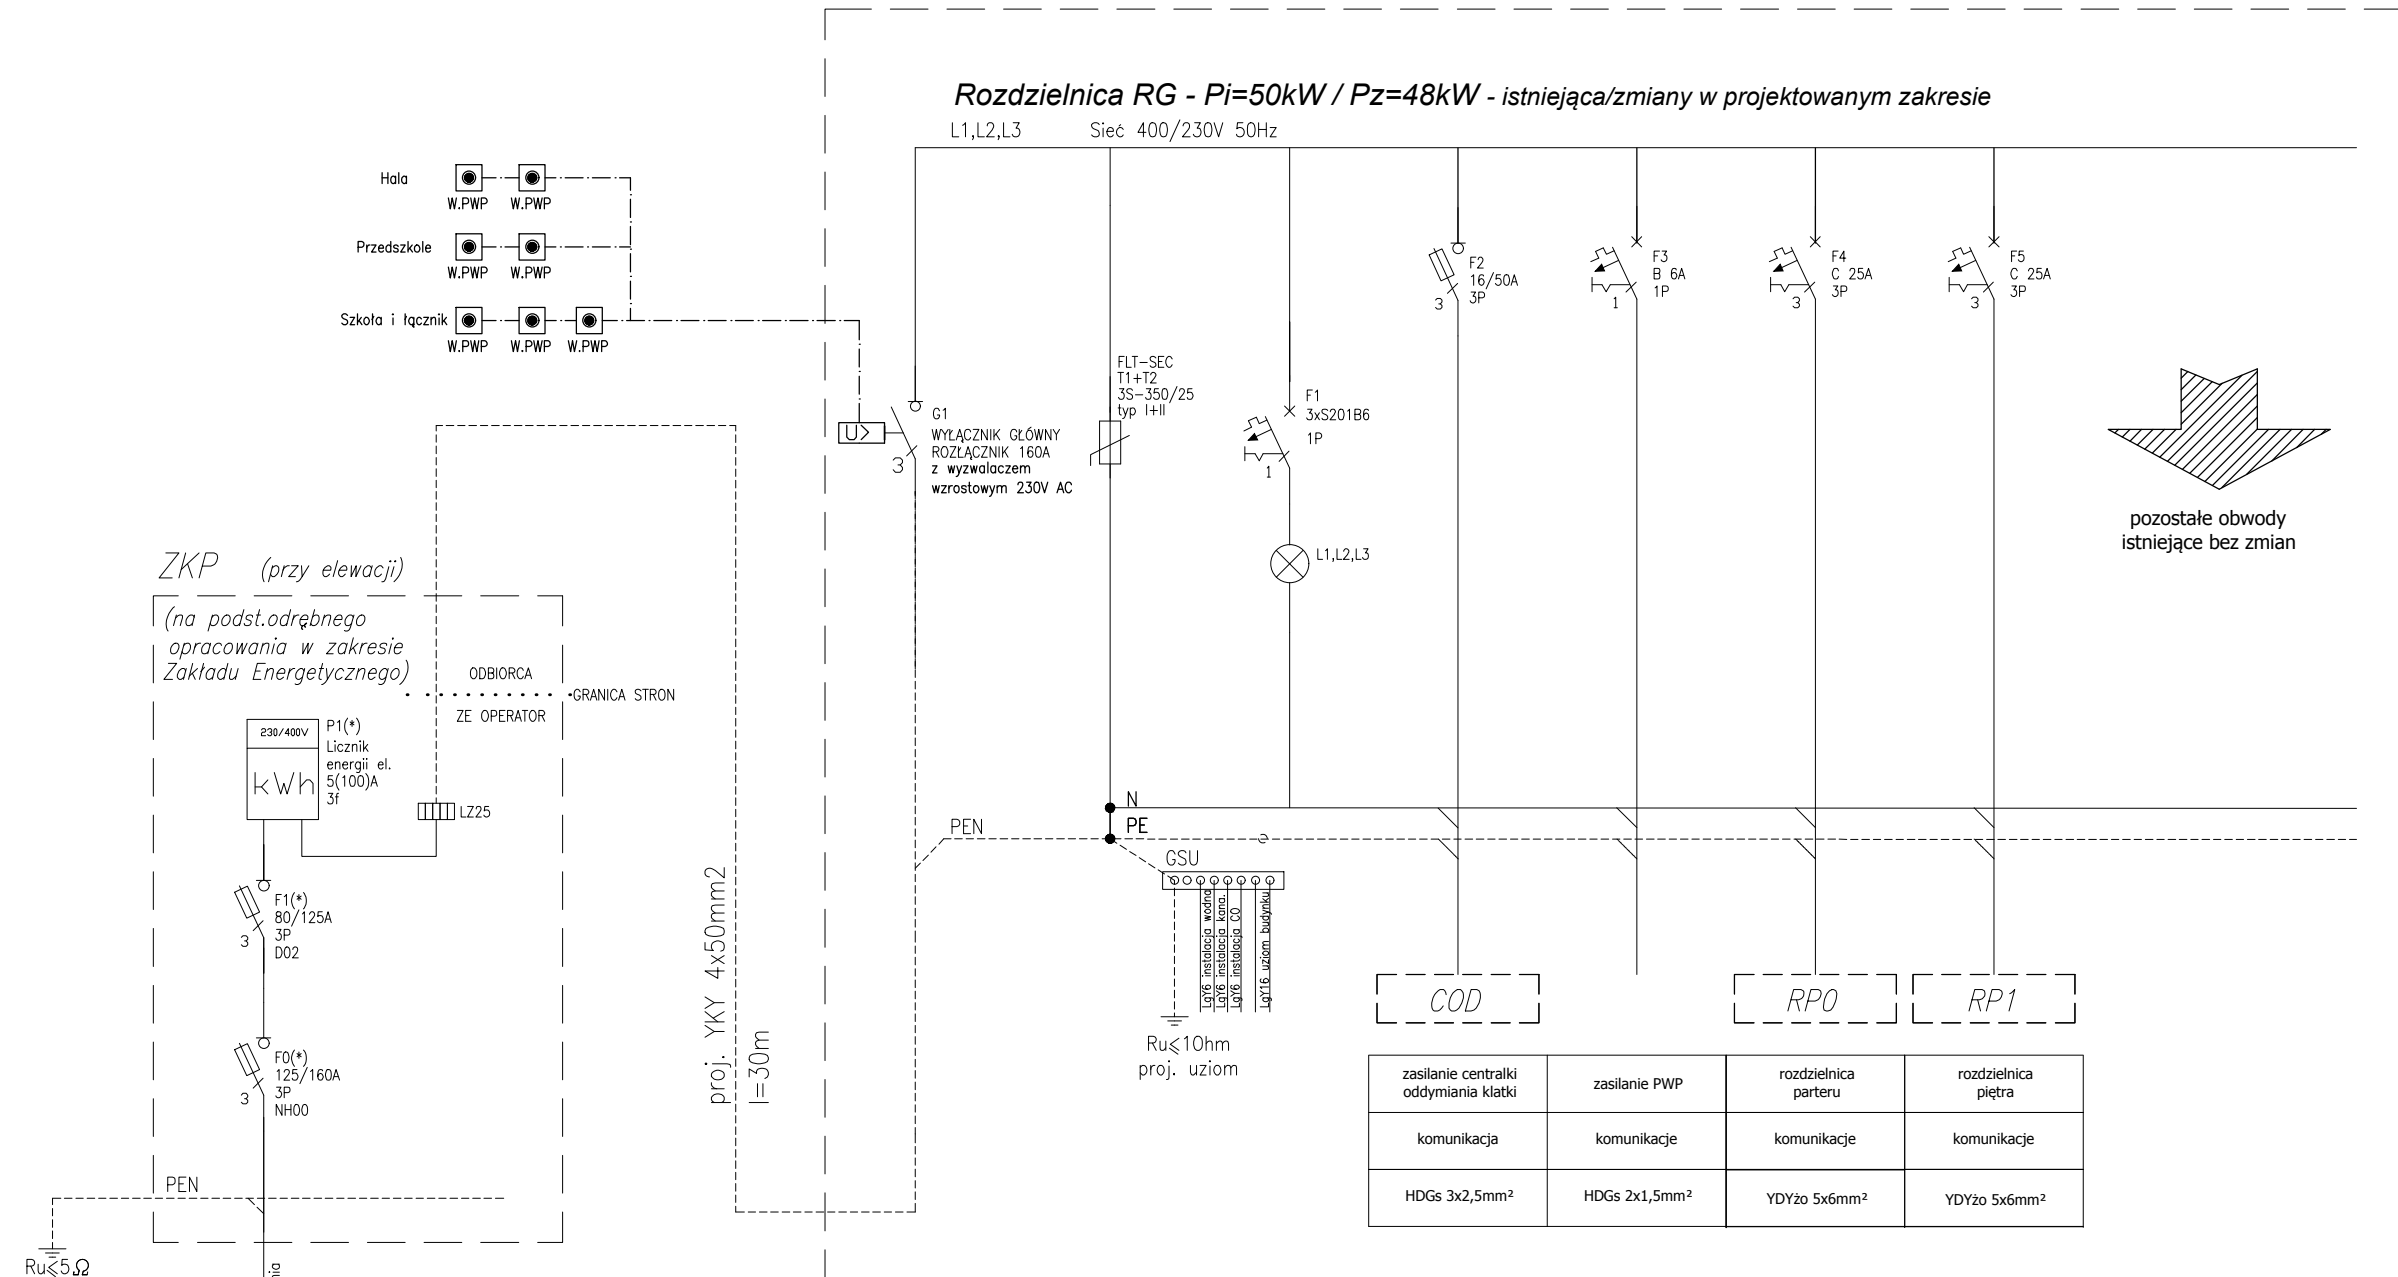 Rozdzielnica RG - Pi=50kW / Pz=48kW - istniejąca/zmiany w projektowanym zakresie
L1,L2,L3
Sieć 400/230V 50Hz
Hala
W.PWP
W.PWP
Przedszkole
W.PWP
W.PWP
Szkoła i łącznik
W.PWP
W.PWP
W.PWP
U>
3
G1
WYŁĄCZNIK GŁÓWNY
ROZŁĄCZNIK 160A
z wyzwalaczem
wzrostowym 230V AC
FLT-SEC
T1+T2
3S-350/25
typ I+II
F1
3xS201B6
1P
1
L1,L2,L3
F2
16/50A
3P
3
F3
B 6A
1P
1
F4
C 25A
3P
3
F5
C 25A
3P
3
pozostałe obwody
istniejące bez zmian
ZKP (przy elewacji)
(na podst.odrębnego
opracowania w zakresie
Zakładu Energetycznego)
ODBIORCA
GRANICA STRON
ZE OPERATOR
230/400V
kWh
P1(*)
Licznik
energii el.
5(100)A
3f
LZ25
F1(*)
80/125A
3P
D02
3
F0(*)
125/160A
3P
NH00
3
PEN
Ru≤5Ω
proj. YKY 4x50mm2
l=30m
PEN
N
PE
GSU
LgY6 instalacja wodna
LgY6 instalacja kana.
LgY6 instalacja CO
LgY16 uziom budynku
Ru≤10hm
proj. uziom
COD
RP0
RP1
zasilanie centralki
oddymiania klatki
zasilanie PWP
rozdzielnica
parteru
rozdzielnica
piętra
komunikacja
komunikacje
komunikacje
komunikacje
HDGs 3x2,5mm²
HDGs 2x1,5mm²
YDYżo 5x6mm²
YDYżo 5x6mm²